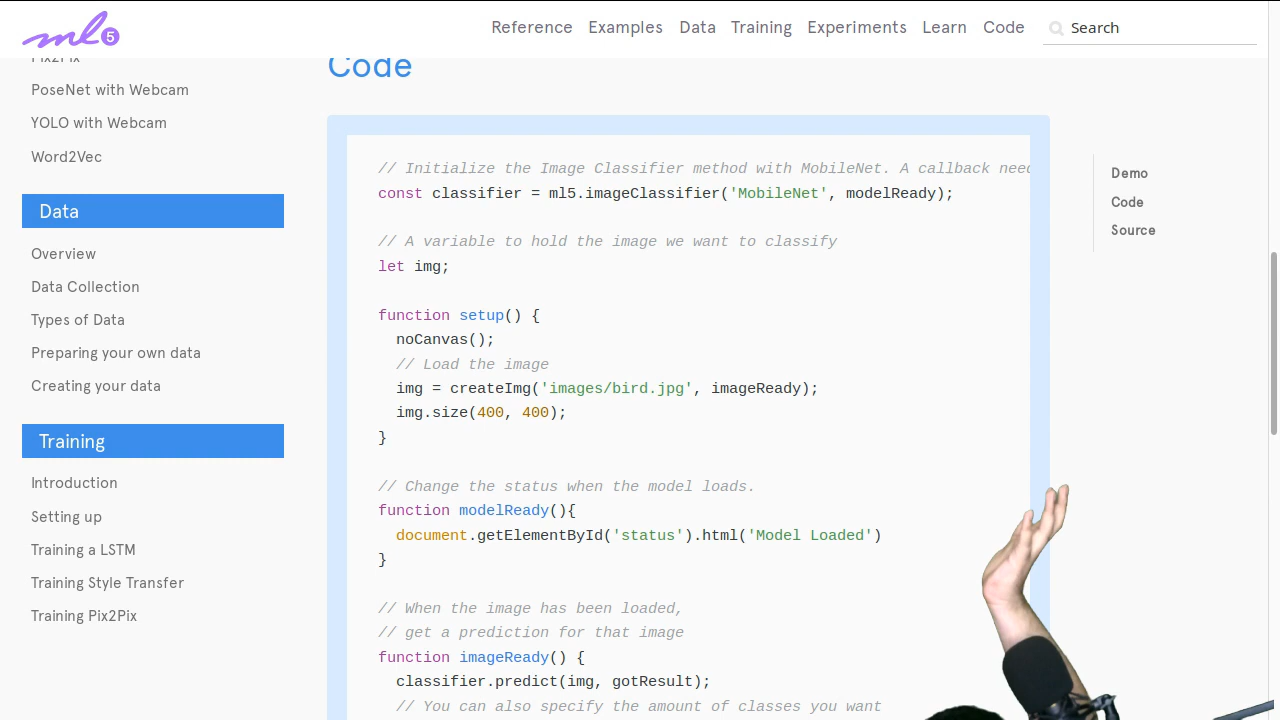 ml5
Reference Examples Data Training Experiments Learn Code Search
Pix2Pix
PoseNet with Webcam
YOLO with Webcam
Word2Vec
Data
Overview
Data Collection
Types of Data
Preparing your own data
Creating your data
Training
Introduction
Setting up
Training a LSTM
Training Style Transfer
Training Pix2Pix
Code
// Initialize the Image Classifier method with MobileNet. A callback need
const classifier = ml5.imageClassifier('MobileNet', modelReady);
// A variable to hold the image we want to classify
let img;
function setup() {
noCanvas();
// Load the image
img = createImg('images/bird.jpg', imageReady);
img.size(400, 400);
}
// Change the status when the model loads.
function modelReady(){
document.getElementById('status').html('Model Loaded')
}
// When the image has been loaded,
// get a prediction for that image
function imageReady() {
classifier.predict(img, gotResult);
// You can also specify the amount of classes you want
Demo
Code
Source